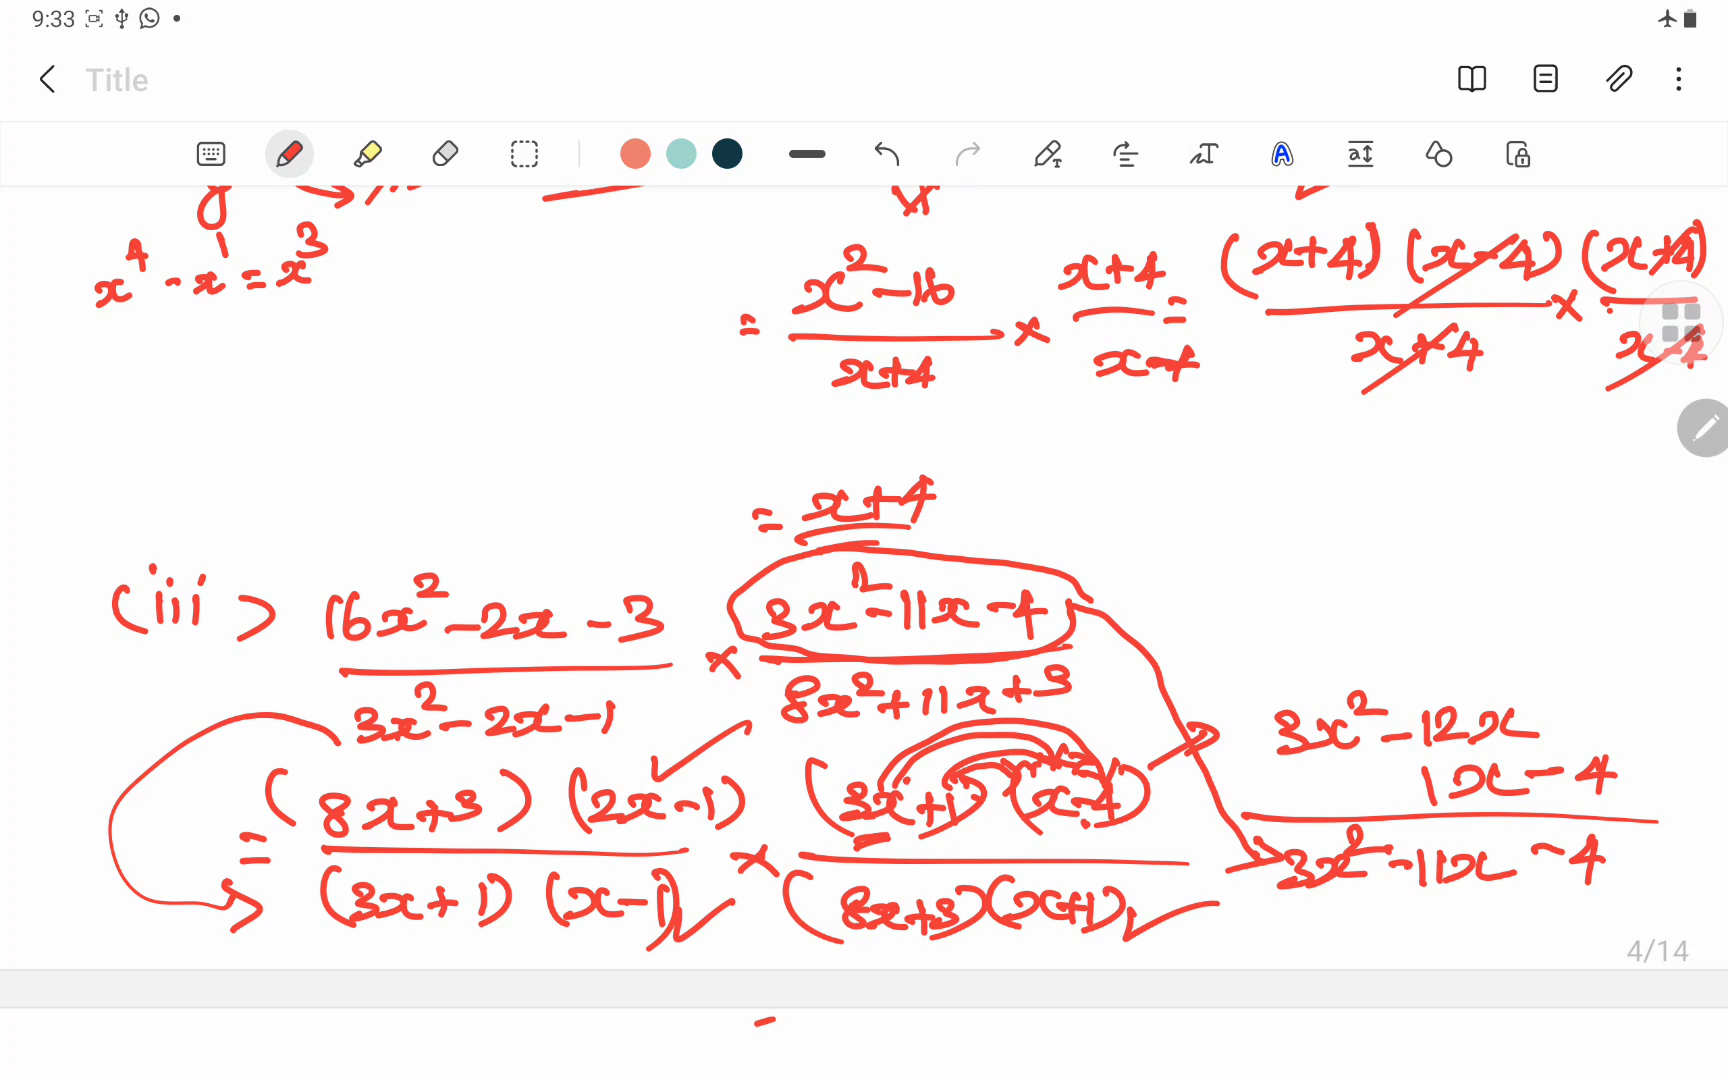 9:33
Title
x⁴ - x¹ = x³
= x²-16 / x+4 × x+4 / x-4 = (x+4) (x-4) / x+4 × (x+4) / x-4
= x+4
(iii) 16x² - 2x - 3 / 3x² - 2x - 1 × 3x² - 11x - 4 / 8x² + 11x + 3
= (8x+3) (2x-1) / (3x+1) (x-1) × (3x+1) (x-4) / (8x+3) (x+1)
3x² - 12x
1x - 4
3x² - 11x - 4
4/14